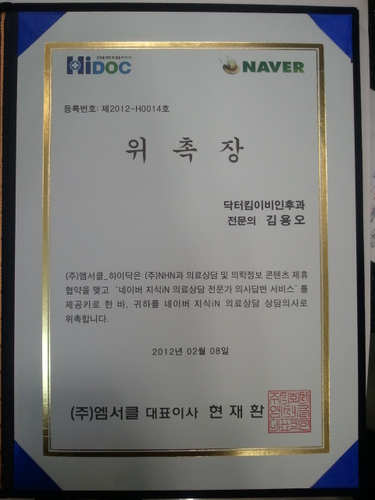 HiDOC
NAVER
등록번호: 제2012-H0014호
위 촉 장
닥터킴이비인후과
전문의 김용오
(주)엠서클_하이닥은 (주)NHN과 의료상담 및 의학정보 콘텐츠 제휴
협약을 맺고 '네이버 지식iN 의료상담 전문가 의사답변 서비스'를
제공키로 한 바, 귀하를 네이버 지식iN 의료상담 상담의사로
위촉합니다.
2012년 02월 08일
(주)엠서클 대표이사 현재환